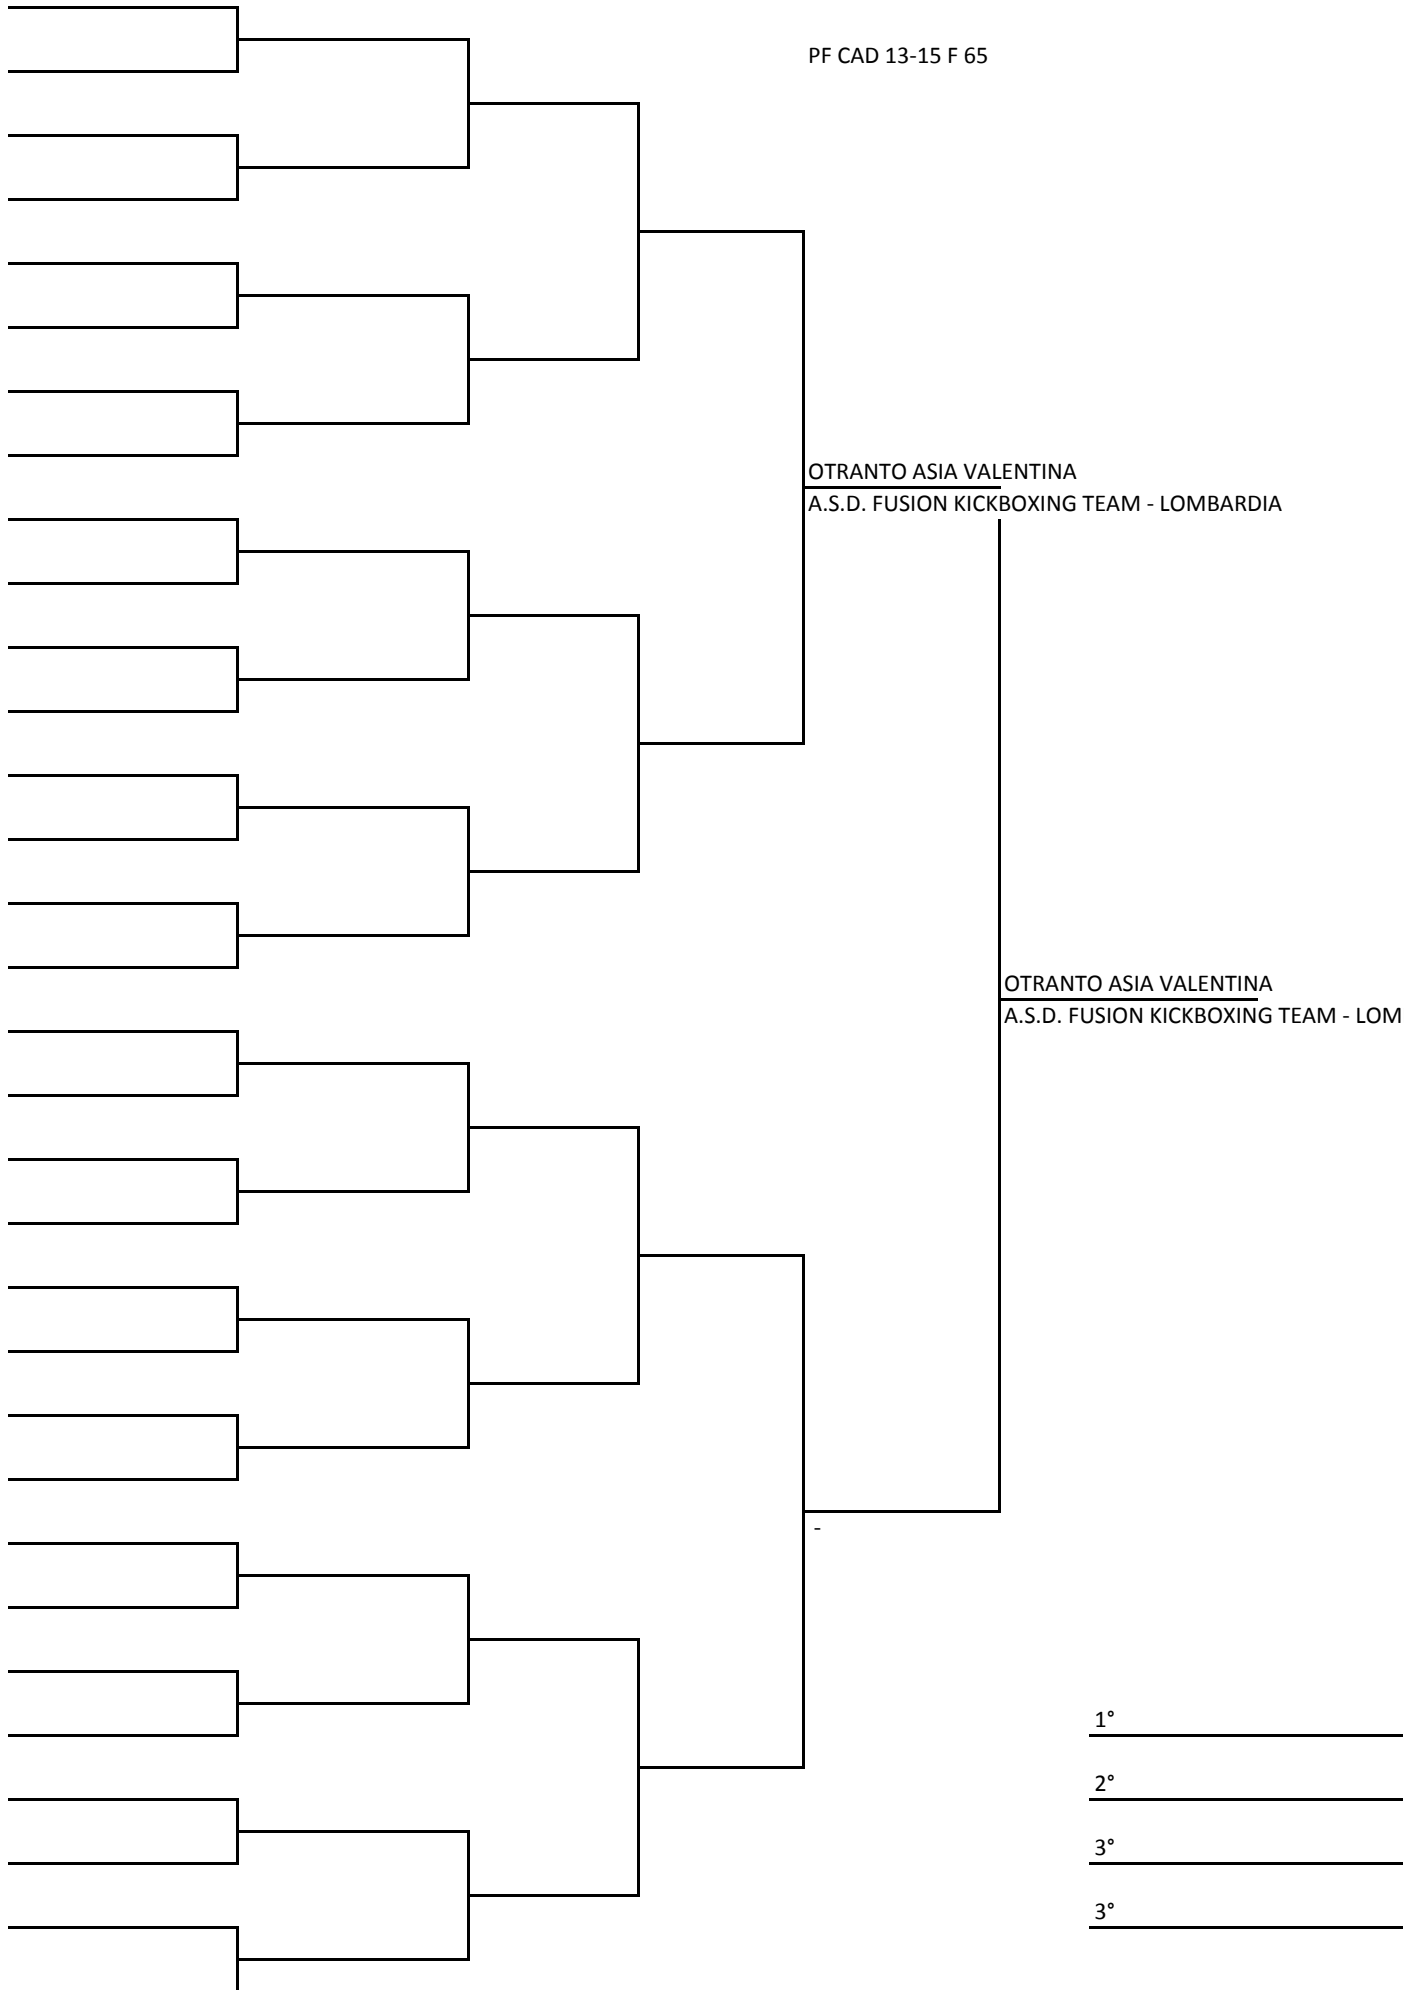 PF CAD 13-15 F 65
OTRANTO ASIA VALENTINA
A.S.D. FUSION KICKBOXING TEAM - LOMBARDIA
OTRANTO ASIA VALENTINA
A.S.D. FUSION KICKBOXING TEAM - LOM
-
1°
2°
3°
3°